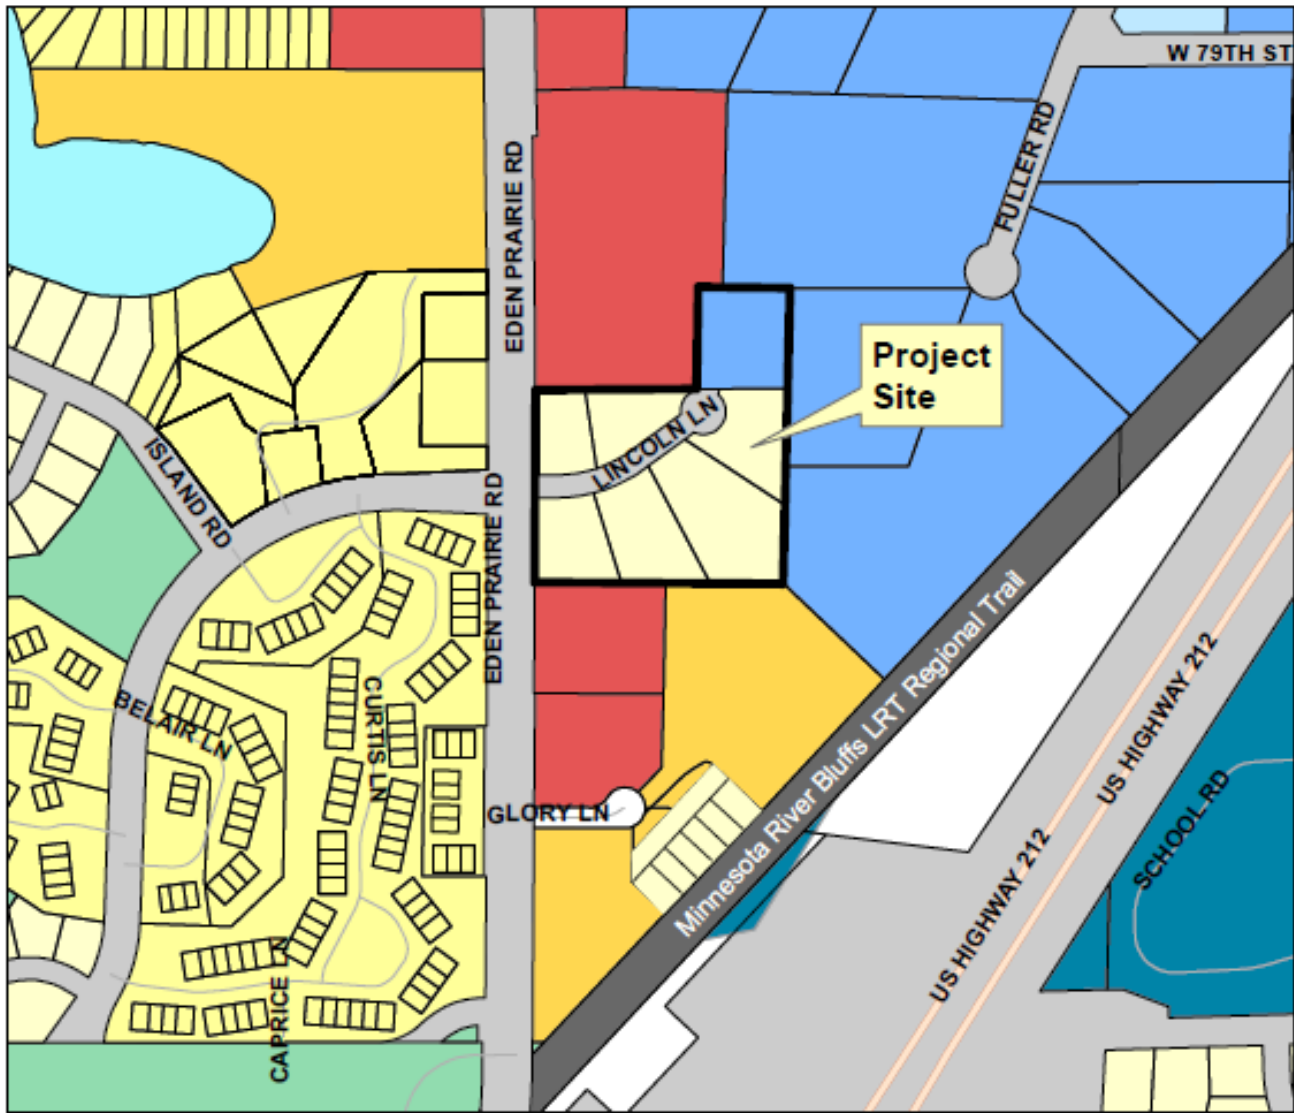 W 79TH ST
FULLER RD
EDEN PRAIRIE RD
Project
Site
LINCOLN LN
ISLAND RD
EDEN PRAIRIE RD
BELAIR LN
CURTIS LN
GLORY LN
Minnesota River Bluffs LRT Regional Trail
US HIGHWAY 212
US HIGHWAY 212
SCHOOL RD
CAPRICE LN